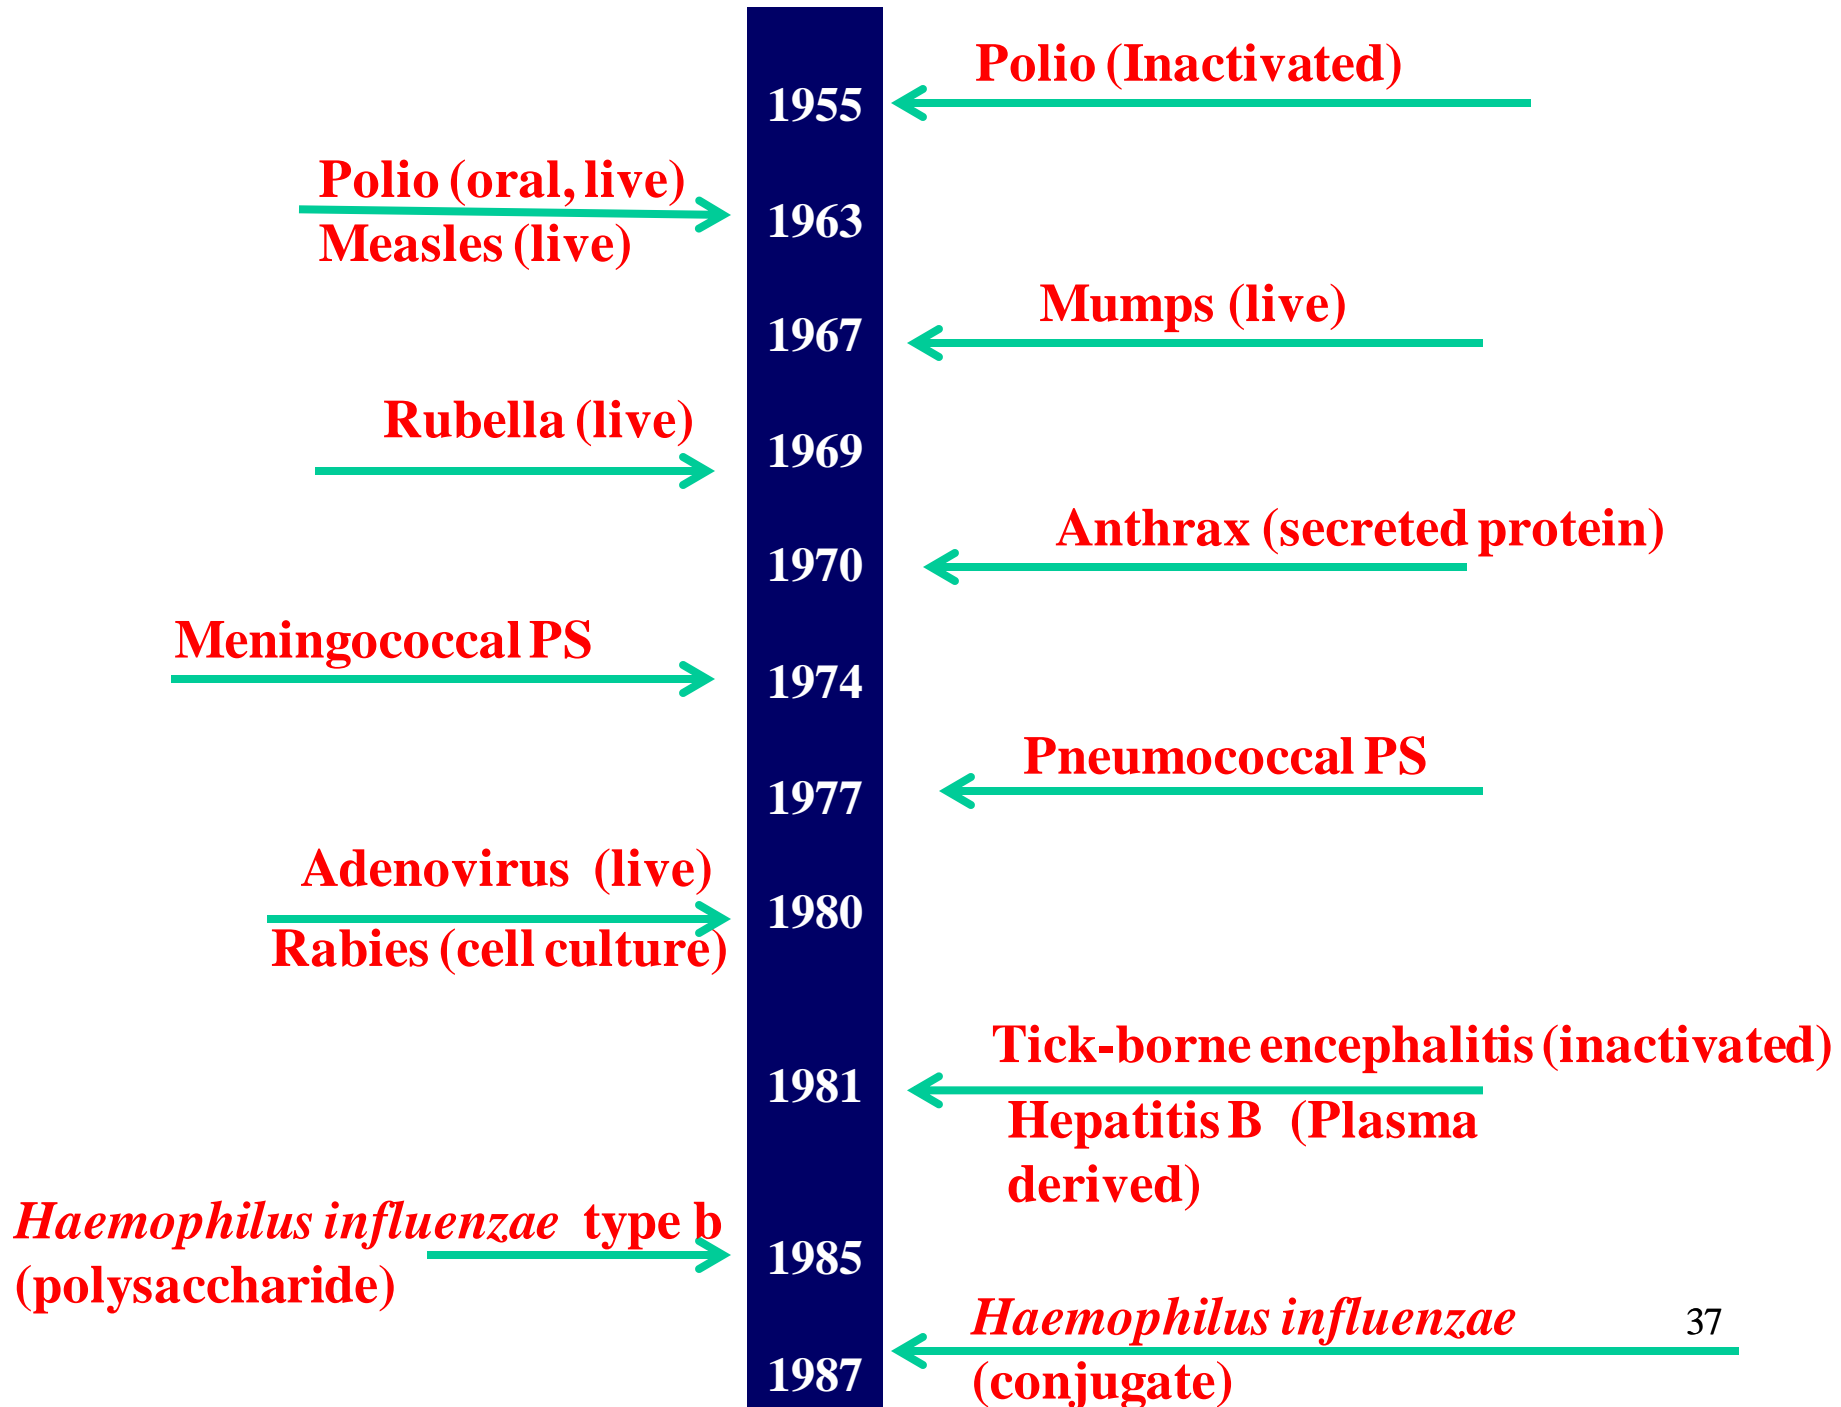 Polio (Inactivated)
1955
Polio (oral, live)
1963
Measles (live)
Mumps (live)
1967
Rubella (live)
1969
Anthrax (secreted protein)
1970
Meningococcal PS
1974
Pneumococcal PS
1977
Adenovirus (live)
1980
Rabies (cell culture)
Tick-borne encephalitis (inactivated)
1981
Hepatitis B (Plasma
derived)
Haemophilus influenzae type b
1985
(polysaccharide)
Haemophilus influenzae
37
1987
(conjugate)